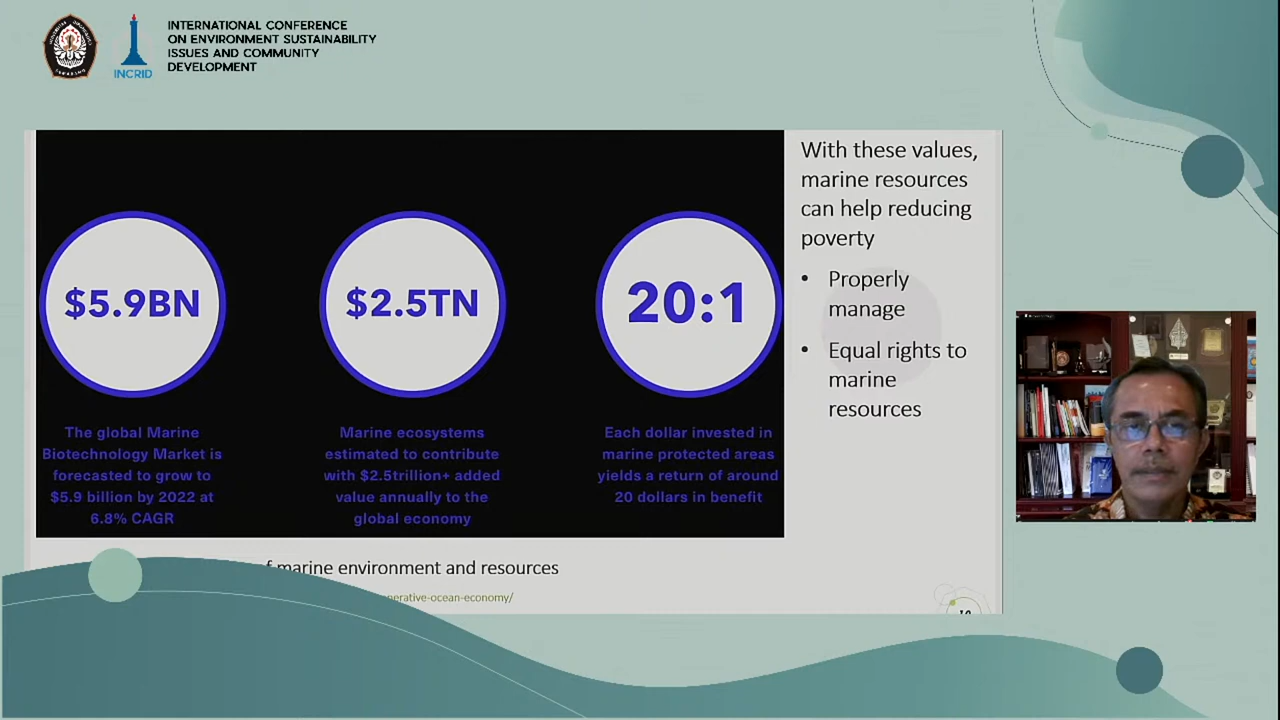 INTERNATIONAL CONFERENCE
ON ENVIRONMENT SUSTAINABILITY
ISSUES AND COMMUNITY
DEVELOPMENT
INCRID
$5.9BN
The global Marine
Biotechnology Market is
forecasted to grow to
$5.9 billion by 2022 at
6.8% CAGR
$2.5TN
Marine ecosystems
estimated to contribute
with $2.5trillion+ added
value annually to the
global economy
20:1
Each dollar invested in
marine protected areas
yields a return of around
20 dollars in benefit
With these values,
marine resources
can help reducing
poverty
• Properly
manage
• Equal rights to
marine
resources
marine environment and resources
-ocean-economy/